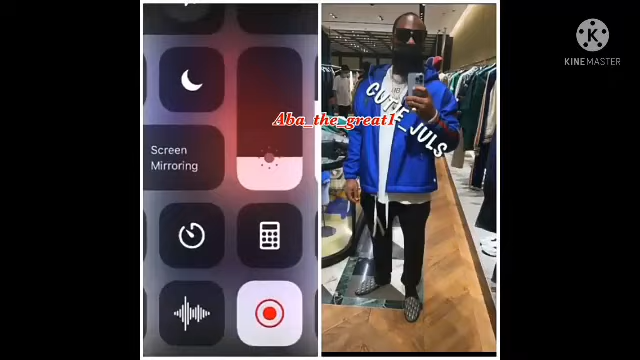 Screen
Mirroring
Aba_the_great1
CUTIE_JULS
KINEMASTER